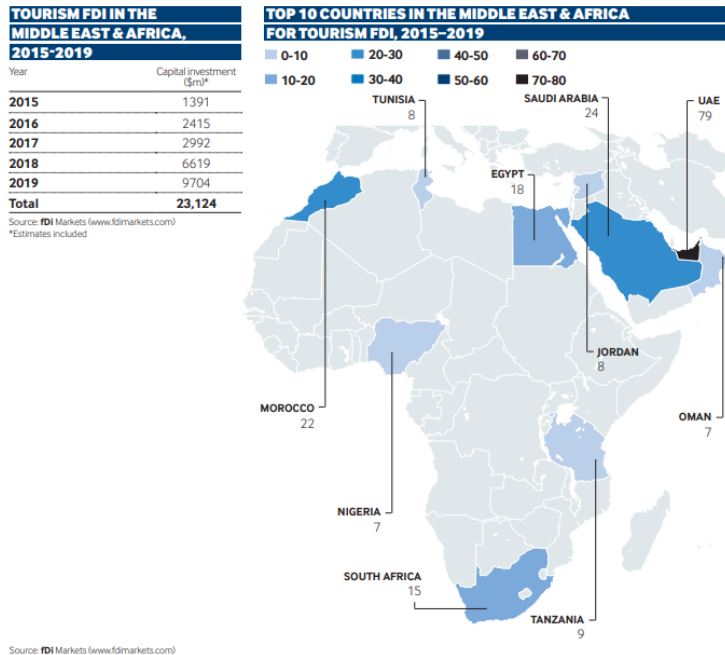 TOURISM FDI IN THE
MIDDLE EAST & AFRICA,
2015-2019
Year Capital investment
($m)*
2015 1391
2016 2415
2017 2992
2018 6619
2019 9704
Total 23,124
Source: fDi Markets (www.fdimarkets.com)
*Estimates included
TOP 10 COUNTRIES IN THE MIDDLE EAST & AFRICA
FOR TOURISM FDI, 2015–2019
0-10 20-30 40-50 60-70
10-20 30-40 50-60 70-80
TUNISIA
8
SAUDI ARABIA
24
UAE
79
EGYPT
18
JORDAN
8
MOROCCO
22
OMAN
7
NIGERIA
7
SOUTH AFRICA
15
TANZANIA
9
Source: fDi Markets (www.fdimarkets.com)